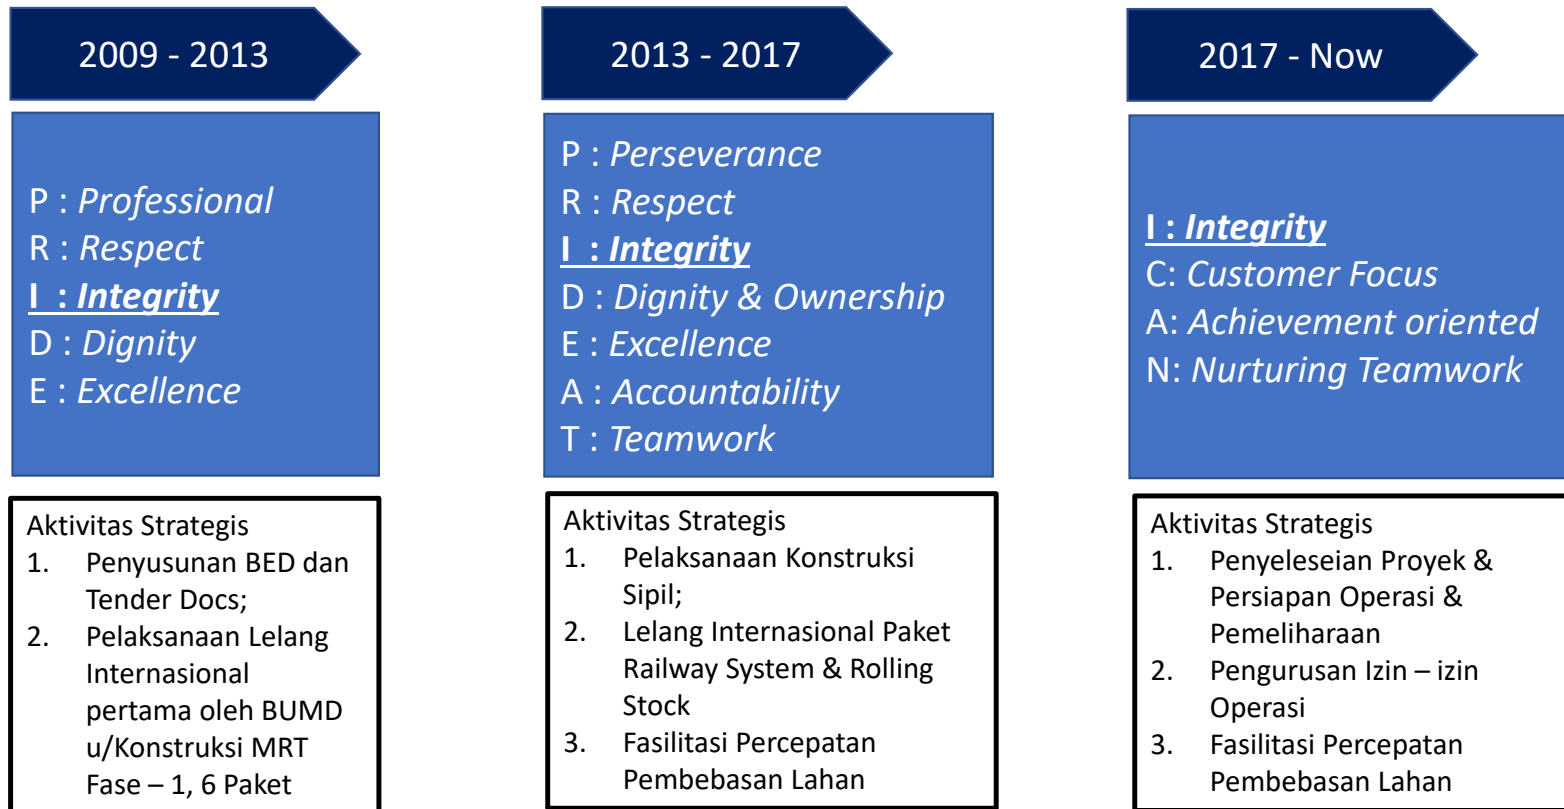 2009 - 2013
P : Professional
R : Respect
I : Integrity
D : Dignity
E : Excellence
Aktivitas Strategis
1. Penyusunan BED dan
Tender Docs;
2. Pelaksanaan Lelang
Internasional
pertama oleh BUMD
u/Konstruksi MRT
Fase – 1, 6 Paket
2013 - 2017
P : Perseverance
R : Respect
I : Integrity
D : Dignity & Ownership
E : Excellence
A : Accountability
T : Teamwork
Aktivitas Strategis
1. Pelaksanaan Konstruksi
Sipil;
2. Lelang Internasional Paket
Railway System & Rolling
Stock
3. Fasilitasi Percepatan
Pembebasan Lahan
2017 - Now
I : Integrity
C: Customer Focus
A: Achievement oriented
N: Nurturing Teamwork
Aktivitas Strategis
1. Penyeleseian Proyek &
Persiapan Operasi &
Pemeliharaan
2. Pengurusan Izin – izin
Operasi
3. Fasilitasi Percepatan
Pembebasan Lahan